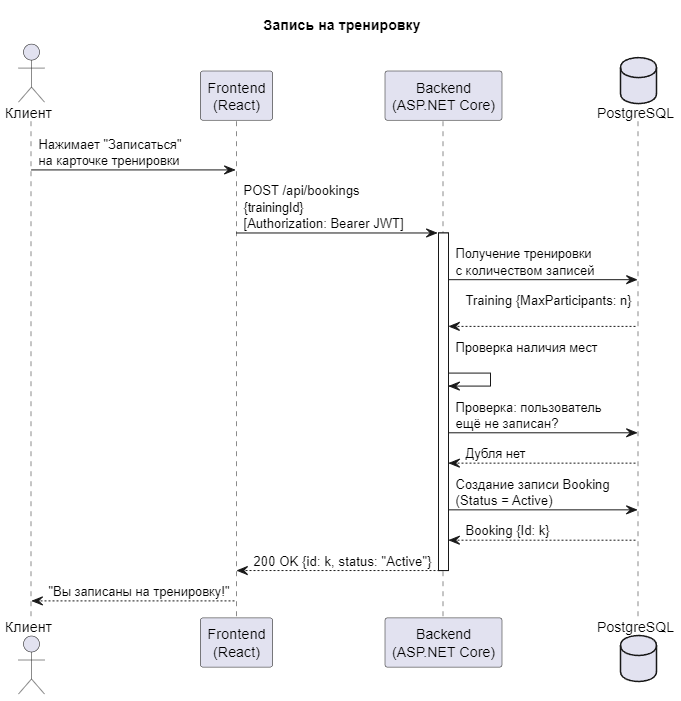 Запись на тренировку
Клиент
Frontend
(React)
Backend
(ASP.NET Core)
PostgreSQL
Нажимает "Записаться"
на карточке тренировки
POST /api/bookings
{trainingId}
[Authorization: Bearer JWT]
Получение тренировки
с количеством записей
Training {MaxParticipants: n}
Проверка наличия мест
Проверка: пользователь
ещё не записан?
Дубля нет
Создание записи Booking
(Status = Active)
Booking {Id: k}
200 OK {id: k, status: "Active"}
"Вы записаны на тренировку!"
Клиент
Frontend
(React)
Backend
(ASP.NET Core)
PostgreSQL